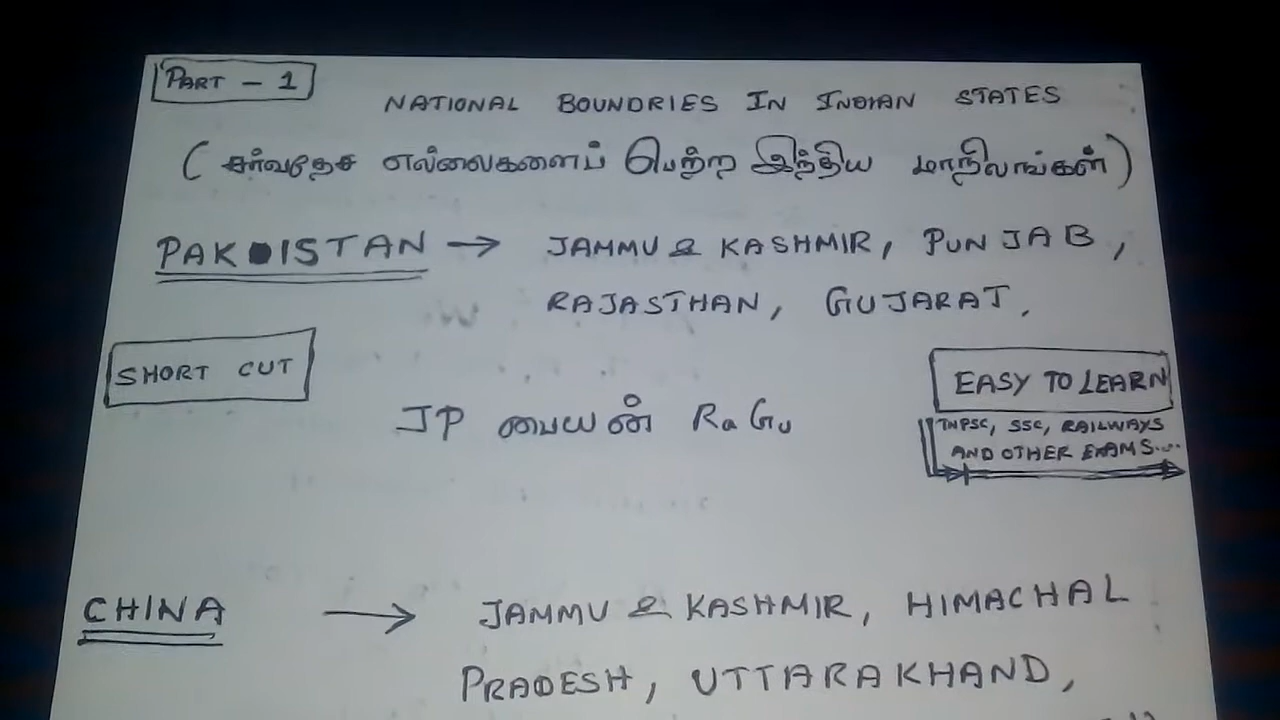 PART - 1
NATIONAL BOUNDRIES IN INDIAN STATES
(சர்வதேச எல்லைகளைப் பெற்ற இந்திய மாநிலங்கள்)
PAKISTAN → JAMMU & KASHMIR, PUNJAB,
RAJASTHAN, GUJARAT.
SHORT CUT
JP பையன் RaGu
EASY TO LEARN
TNPSC, SSC, RAILWAYS
AND OTHER EXAMS....
CHINA → JAMMU & KASHMIR, HIMACHAL
PRADESH, UTTARAKHAND,